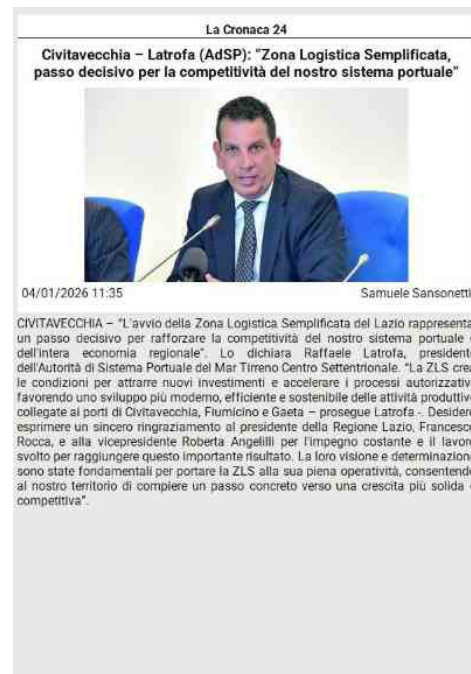 La Cronaca 24
Civitavecchia – Latrofa (AdSP): “Zona Logistica Semplificata,
passo decisivo per la competitività del nostro sistema portuale”
04/01/2026 11:35 Samuele Sansonetti
CIVITAVECCHIA – “L'avvio della Zona Logistica Semplificata del Lazio rappresenta
un passo decisivo per rafforzare la competitività del nostro sistema portuale e
dell'intera economia regionale”. Lo dichiara Raffaele Latrofa, presidente
dell'Autorità di Sistema Portuale del Mar Tirreno Centro Settentrionale. “La ZLS crea
le condizioni per attrarre nuovi investimenti e accelerare i processi autorizzativi
favorendo uno sviluppo più moderno, efficiente e sostenibile delle attività produttive
collegate ai porti di Civitavecchia, Fiumicino e Gaeta – prosegue Latrofa -. Desidero
esprimere un sincero ringraziamento al presidente della Regione Lazio, Francesco
Rocca, e alla vicepresidente Roberta Angelilli per l'impegno costante e il lavoro
svolto per raggiungere questo importante risultato. La loro visione e determinazione
sono state fondamentali per portare la ZLS alla sua piena operatività, consentendo
al nostro territorio di compiere un passo concreto verso una crescita più solida e
competitiva”.